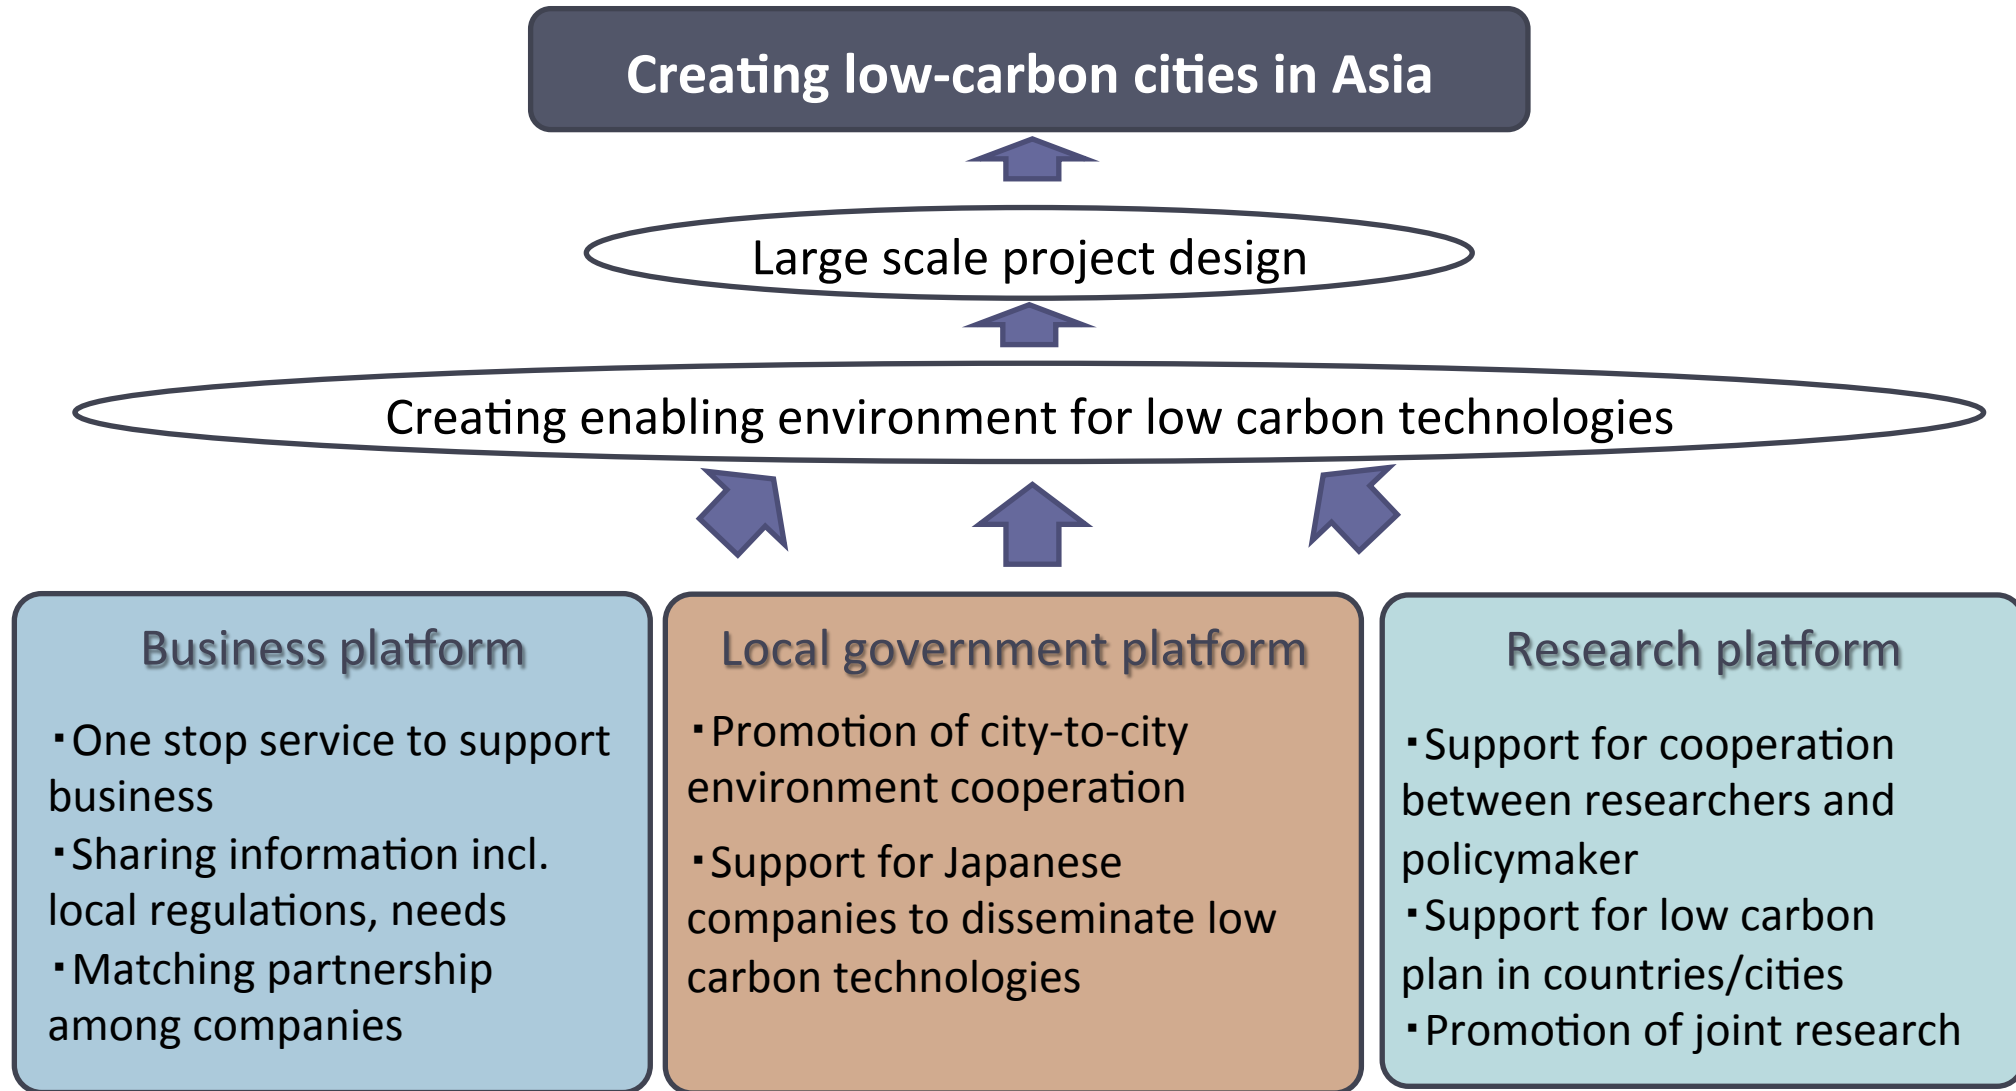 Creating low-carbon cities in Asia
Large scale project design
Creating enabling environment for low carbon technologies
Business platform
・One stop service to support
business
・Sharing information incl.
local regulations, needs
・Matching partnership
among companies
Local government platform
・Promotion of city-to-city
environment cooperation
・Support for Japanese
companies to disseminate low
carbon technologies
Research platform
・Support for cooperation
between researchers and
policymaker
・Support for low carbon
plan in countries/cities
・Promotion of joint research